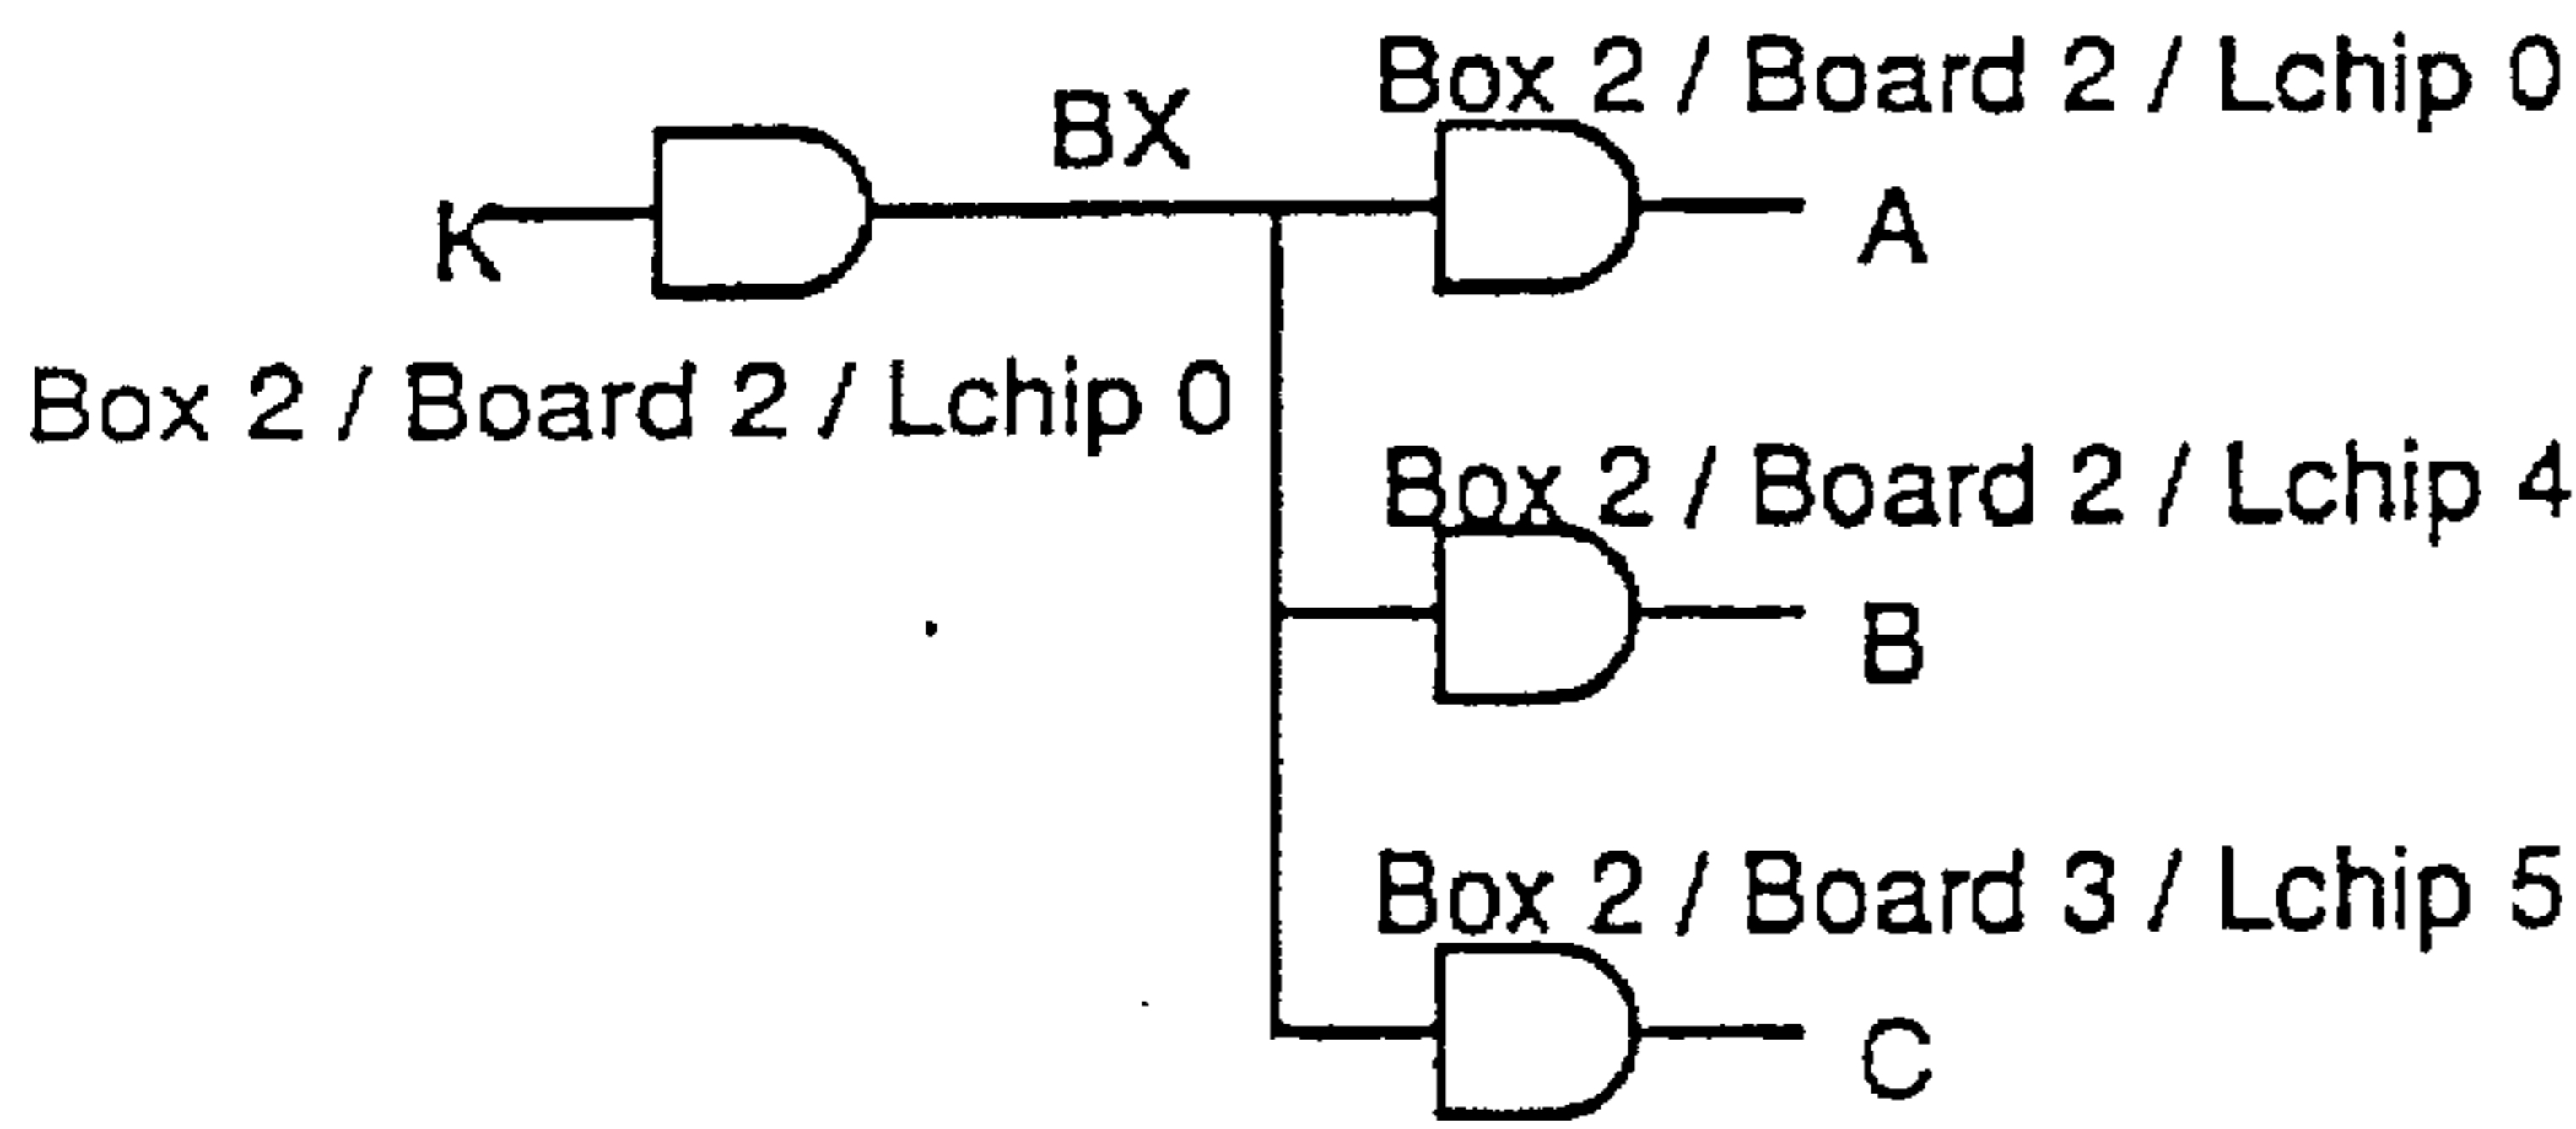 Box 2 / Board 2 / Lchip 0
BX
K
A
Box 2 / Board 2 / Lchip 0
Box 2 / Board 2 / Lchip 4
B
Box 2 / Board 3 / Lchip 5
C